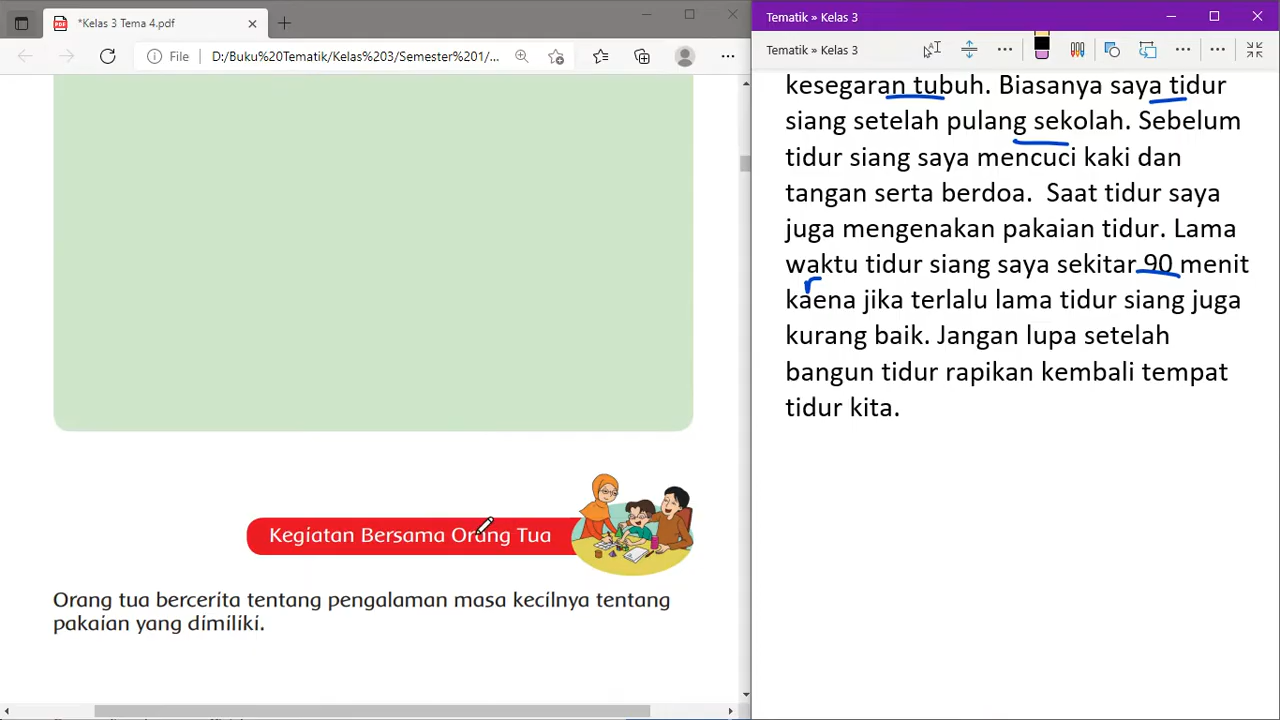 *Kelas 3 Tema 4.pdf
File
D:/Buku%20Tematik/Kelas%203/Semester%201/...
Kegiatan Bersama Orang Tua
Orang tua bercerita tentang pengalaman masa kecilnya tentang
pakaian yang dimiliki.
Tematik » Kelas 3
Tematik » Kelas 3
kesegaran tubuh. Biasanya saya tidur
siang setelah pulang sekolah. Sebelum
tidur siang saya mencuci kaki dan
tangan serta berdoa. Saat tidur saya
juga mengenakan pakaian tidur. Lama
waktu tidur siang saya sekitar 90 menit
r
kaena jika terlalu lama tidur siang juga
kurang baik. Jangan lupa setelah
bangun tidur rapikan kembali tempat
tidur kita.